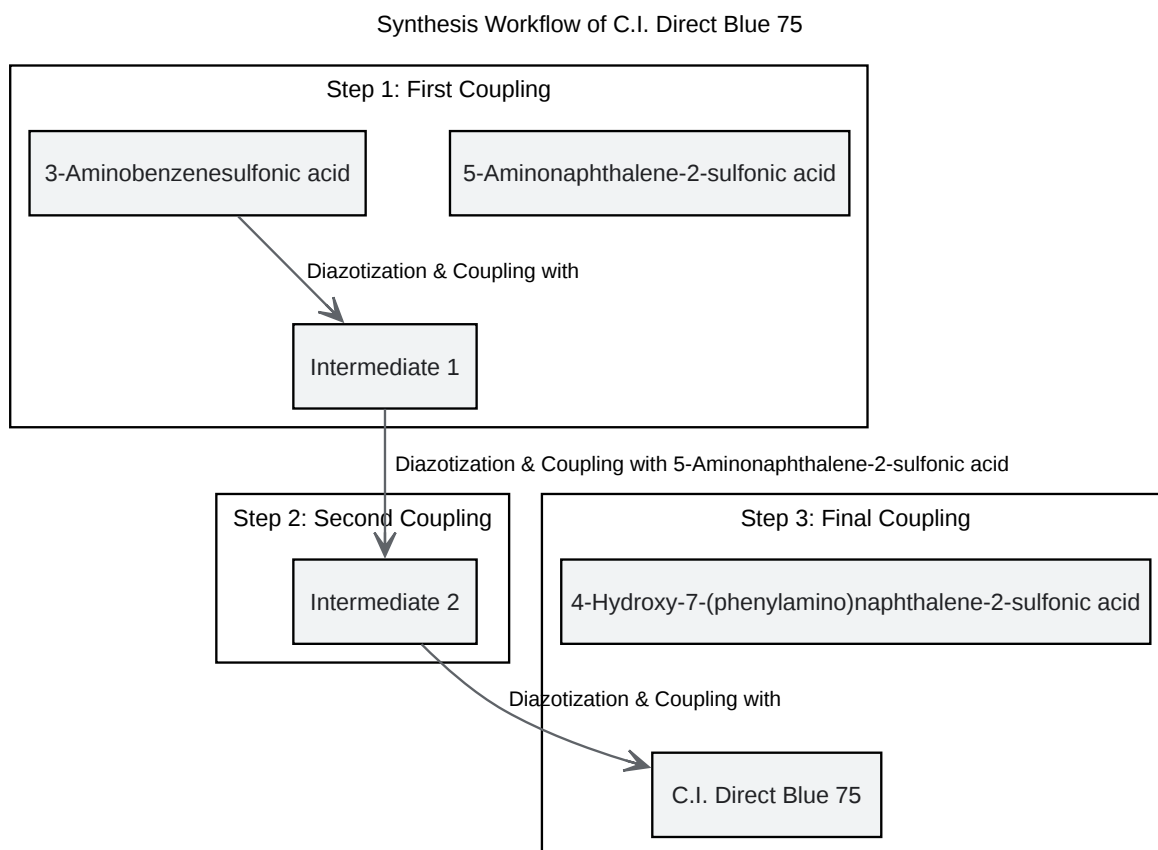 Synthesis Workflow of C.I. Direct Blue 75
Step 1: First Coupling
3-Aminobenzenesulfonic acid
5-Aminonaphthalene-2-sulfonic acid
Diazotization & Coupling with
Intermediate 1
Diazotization & Coupling with 5-Aminonaphthalene-2-sulfonic acid
Step 2: Second Coupling
Step 3: Final Coupling
Intermediate 2
4-Hydroxy-7-(phenylamino)naphthalene-2-sulfonic acid
Diazotization & Coupling with
C.I. Direct Blue 75